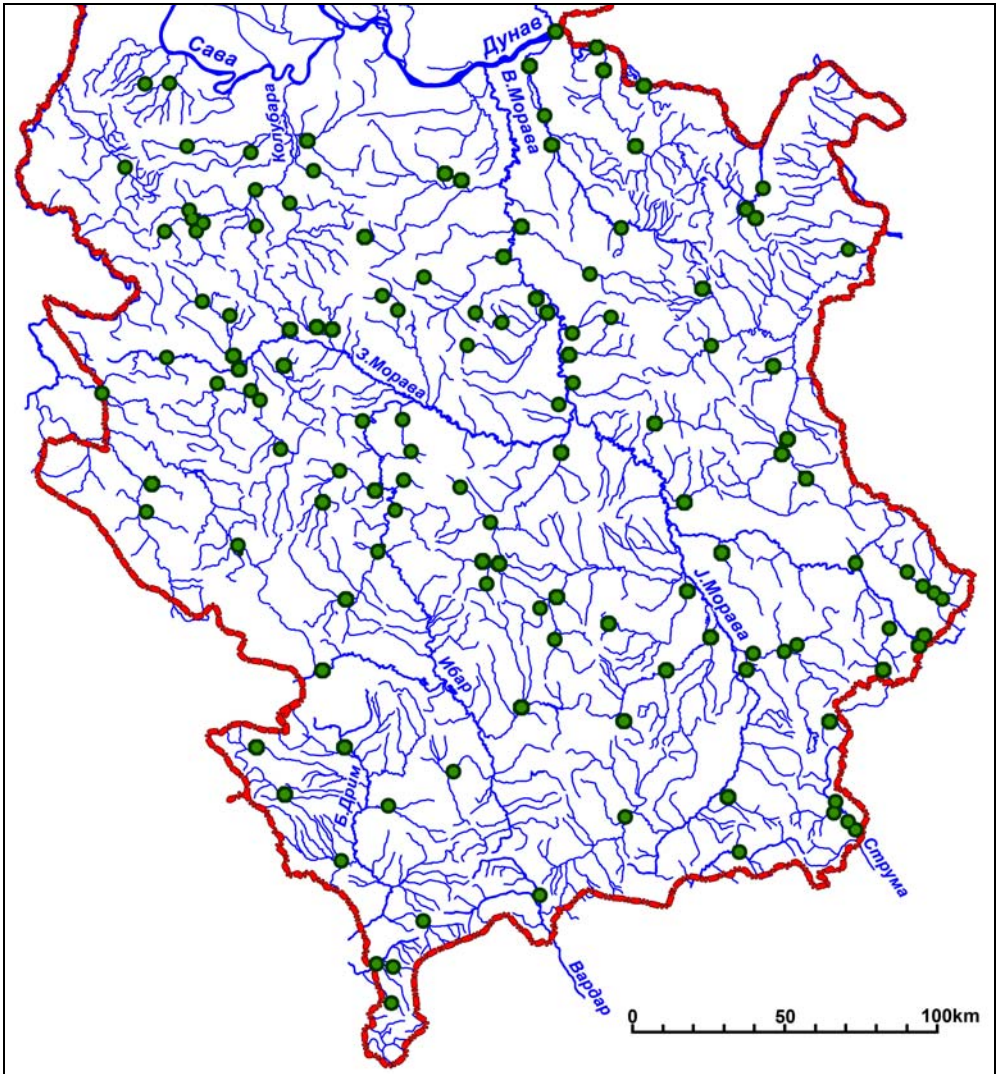 Дунав
Сава
В.Морава
Колубара
З.Морава
Ј.Морава
Ибар
Б.Дрим
Струма
Вардар
0 50 100km